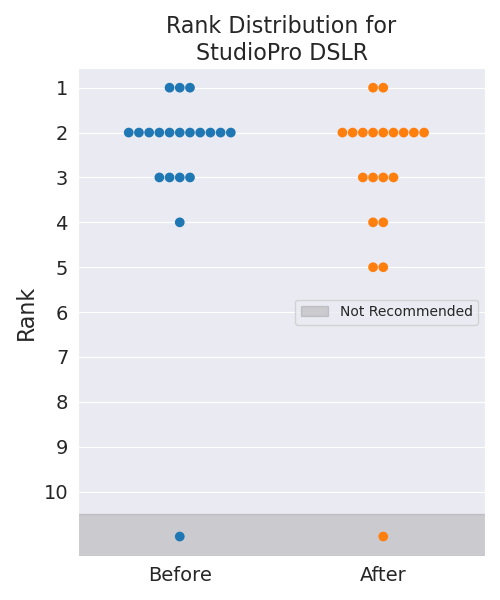 Rank Distribution for
StudioPro DSLR
Rank
1
2
3
4
5
6
7
8
9
10
Not Recommended
Before
After